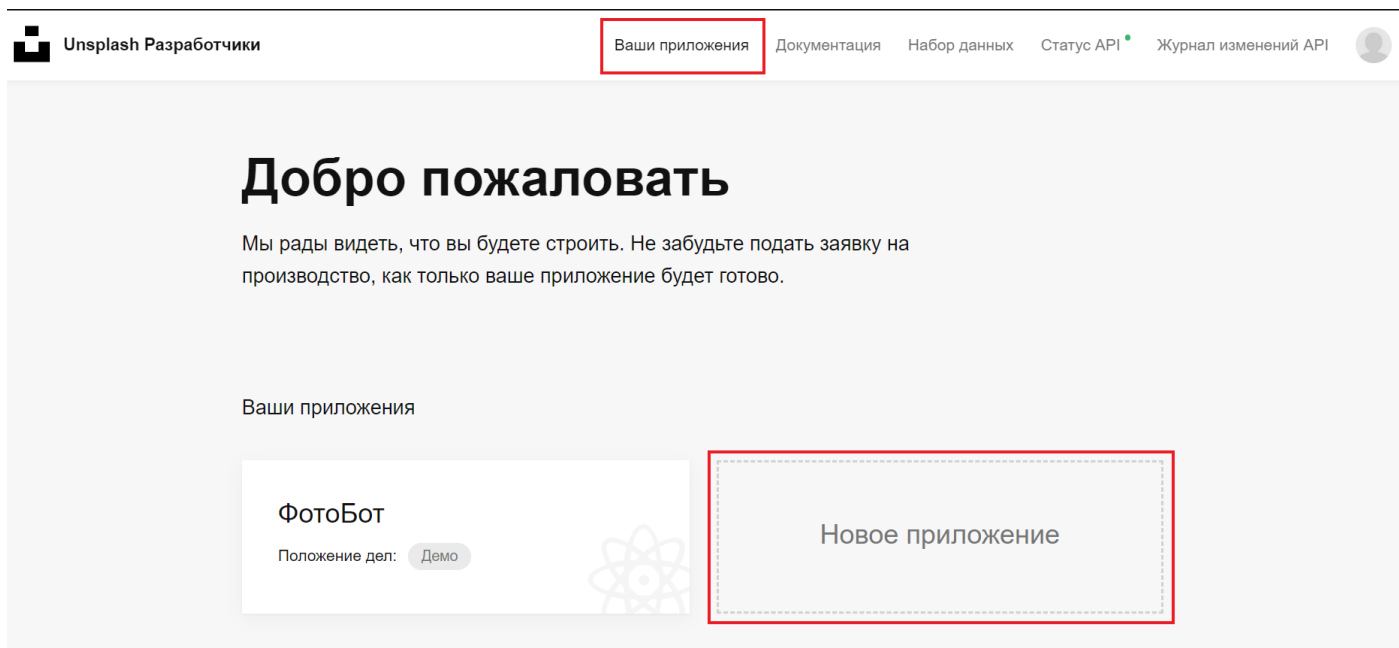 Unsplash Разработчики
Ваши приложения
Документация
Набор данных
Статус API
Журнал изменений API
Добро пожаловать
Мы рады видеть, что вы будете строить. Не забудьте подать заявку на
производство, как только ваше приложение будет готово.
Ваши приложения
ФотоБот
Положение дел: Демо
Новое приложение